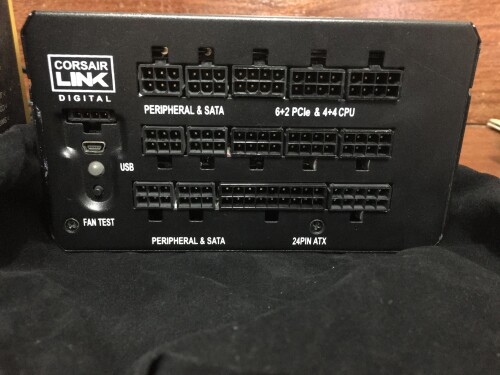 CORSAIR
LINK
DIGITAL
PERIPHERAL & SATA
6+2 PCIe & 4+4 CPU
USB
FAN TEST
PERIPHERAL & SATA
24PIN ATX